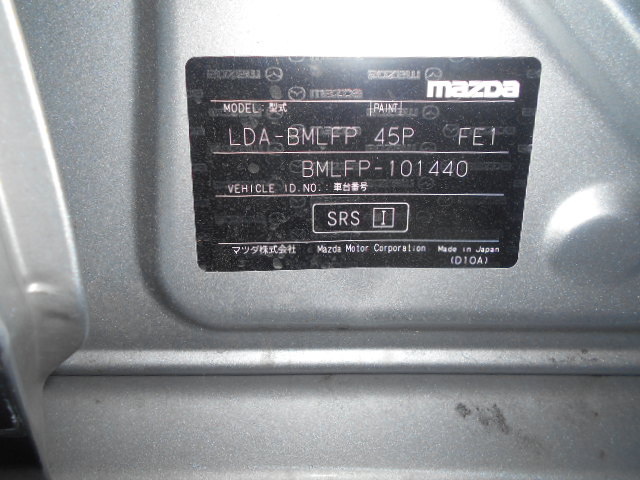 mazda
MODEL: 型式 PAINT
LDA-BMLFP 45P FE1
BMLFP-101440
VEHICLE ID.NO.: 車台番号
SRS I
マツダ株式会社 Mazda Motor Corporation Made in Japan
(D10A)